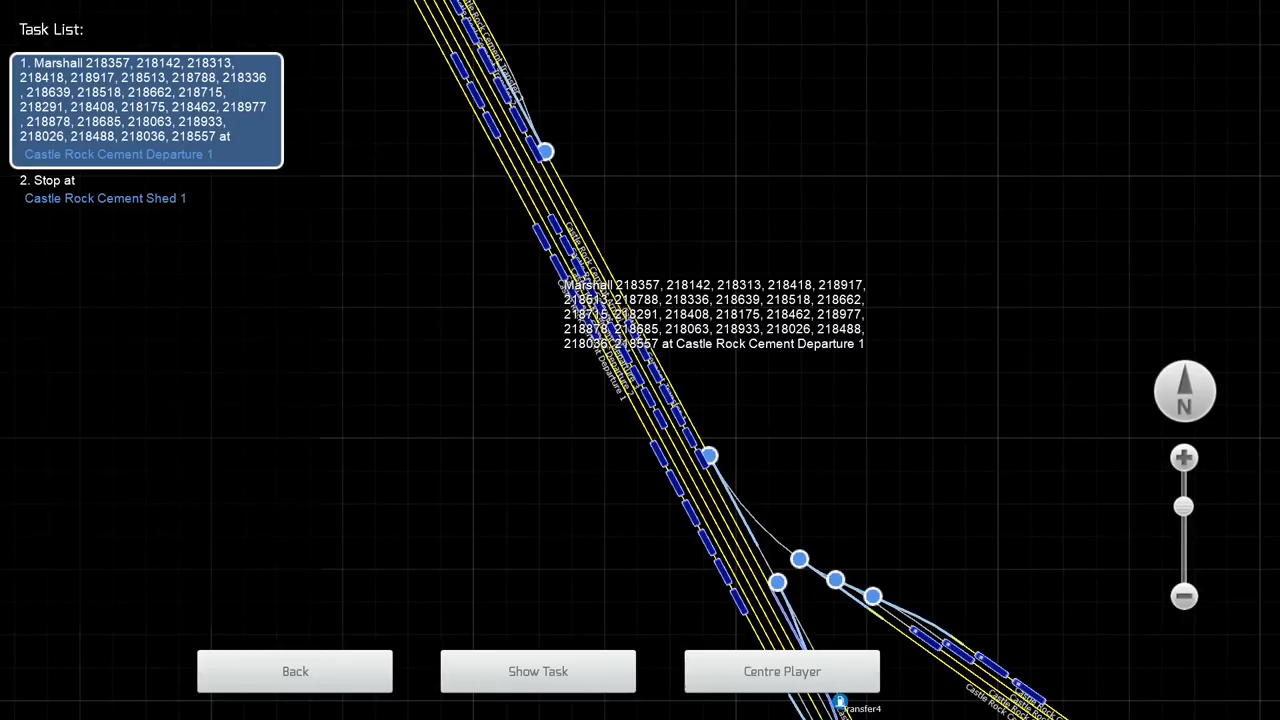 Task List:
1. Marshall 218357, 218142, 218313,
218418, 218917, 218513, 218788, 218336
, 218639, 218518, 218662, 218715,
218291, 218408, 218175, 218462, 218977
, 218878, 218685, 218063, 218933,
218026, 218488, 218036, 218557 at
Castle Rock Cement Departure 1
2. Stop at
Castle Rock Cement Shed 1
Marshall 218357, 218142, 218313, 218418, 218917,
218513, 218788, 218336, 218639, 218518, 218662,
218715, 218291, 218408, 218175, 218462, 218977,
218878, 218685, 218063, 218933, 218026, 218488,
218036, 218557 at Castle Rock Cement Departure 1
N
Back
Show Task
Centre Player
Transfer4